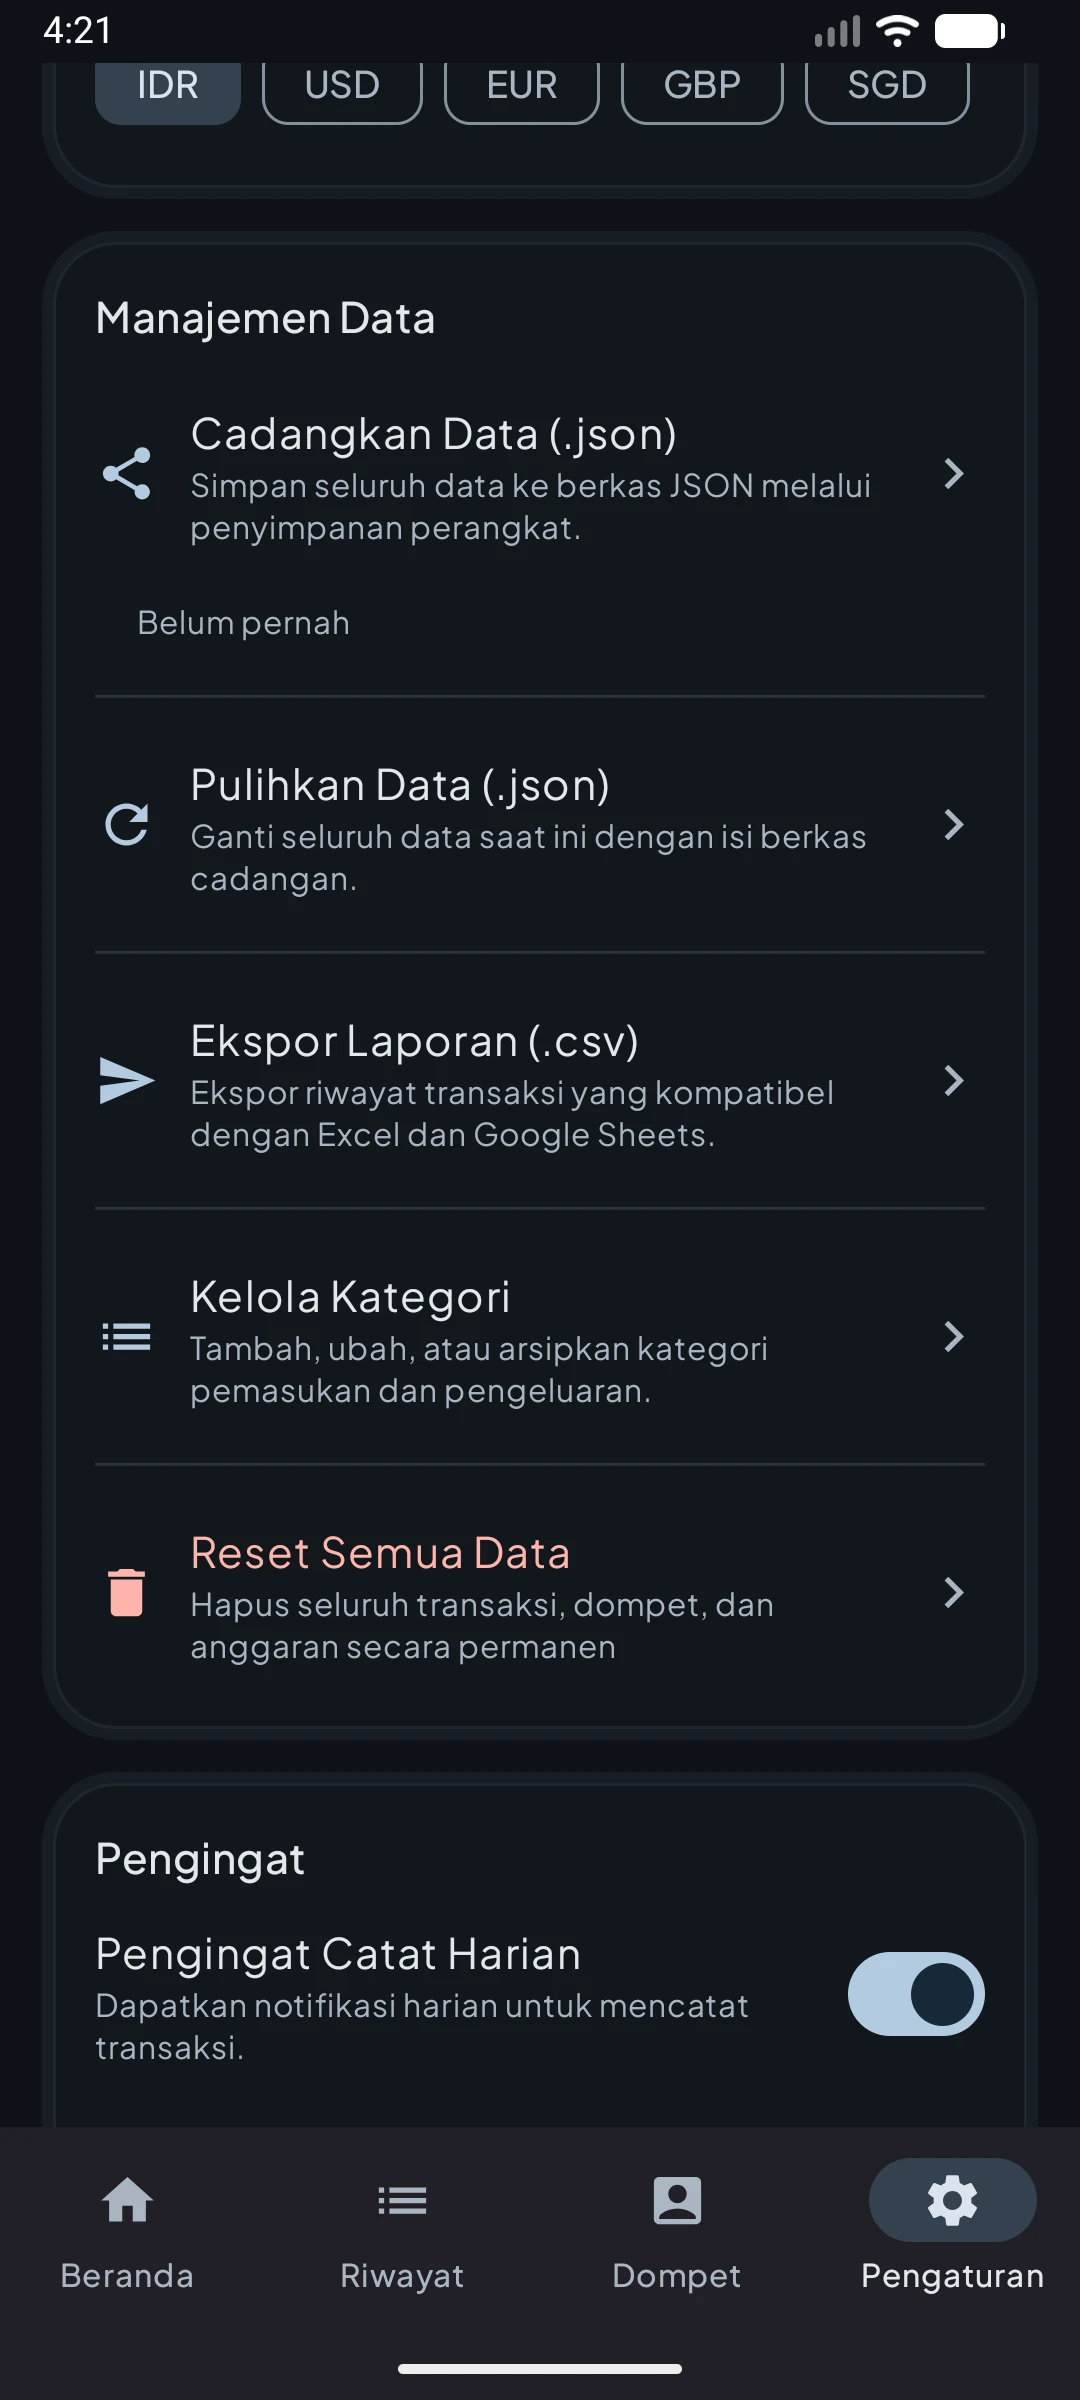 4:21
IDR USD EUR GBP SGD
Manajemen Data
Cadangkan Data (.json)
Simpan seluruh data ke berkas JSON melalui
penyimpanan perangkat.
Belum pernah
Pulihkan Data (.json)
Ganti seluruh data saat ini dengan isi berkas
cadangan.
Ekspor Laporan (.csv)
Ekspor riwayat transaksi yang kompatibel
dengan Excel dan Google Sheets.
Kelola Kategori
Tambah, ubah, atau arsipkan kategori
pemasukan dan pengeluaran.
Reset Semua Data
Hapus seluruh transaksi, dompet, dan
anggaran secara permanen
Pengingat
Pengingat Catat Harian
Dapatkan notifikasi harian untuk mencatat
transaksi.
Beranda Riwayat Dompet Pengaturan